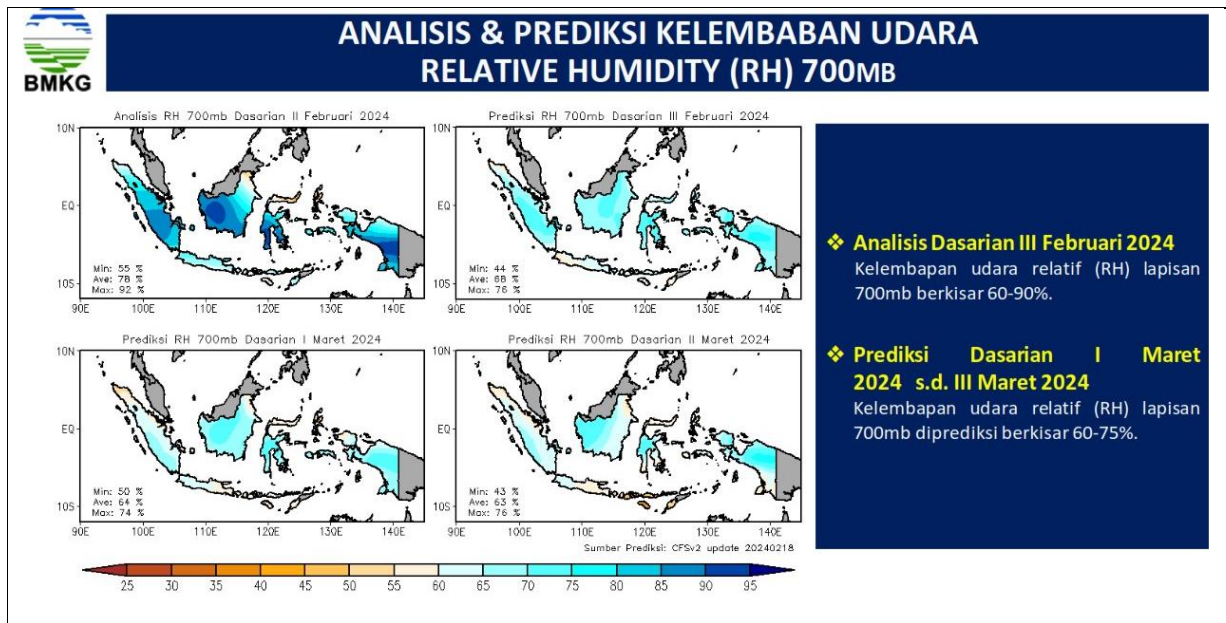 BMKG
ANALISIS & PREDIKSI KELEMBABAN UDARA
RELATIVE HUMIDITY (RH) 700MB
Analisis RH 700mb Dasarian II Februari 2024
10N
EQ
10S
Min: 55 %
Ave: 78 %
Max: 92 %
90E 100E 110E 120E 130E 140E
Prediksi RH 700mb Dasarian III Februari 2024
10N
EQ
10S
Min: 44 %
Ave: 68 %
Max: 76 %
90E 100E 110E 120E 130E 140E
Prediksi RH 700mb Dasarian I Maret 2024
10N
EQ
10S
Min: 50 %
Ave: 64 %
Max: 74 %
90E 100E 110E 120E 130E 140E
Prediksi RH 700mb Dasarian II Maret 2024
10N
EQ
10S
Min: 43 %
Ave: 63 %
Max: 76 %
90E 100E 110E 120E 130E 140E
Sumber Prediksi: CFSv2 update 20240218
25 30 35 40 45 50 55 60 65 70 75 80 85 90 95
❖ Analisis Dasarian III Februari 2024
Kelembapan udara relatif (RH) lapisan
700mb berkisar 60-90%.
❖ Prediksi Dasarian I Maret
2024 s.d. III Maret 2024
Kelembapan udara relatif (RH) lapisan
700mb diprediksi berkisar 60-75%.